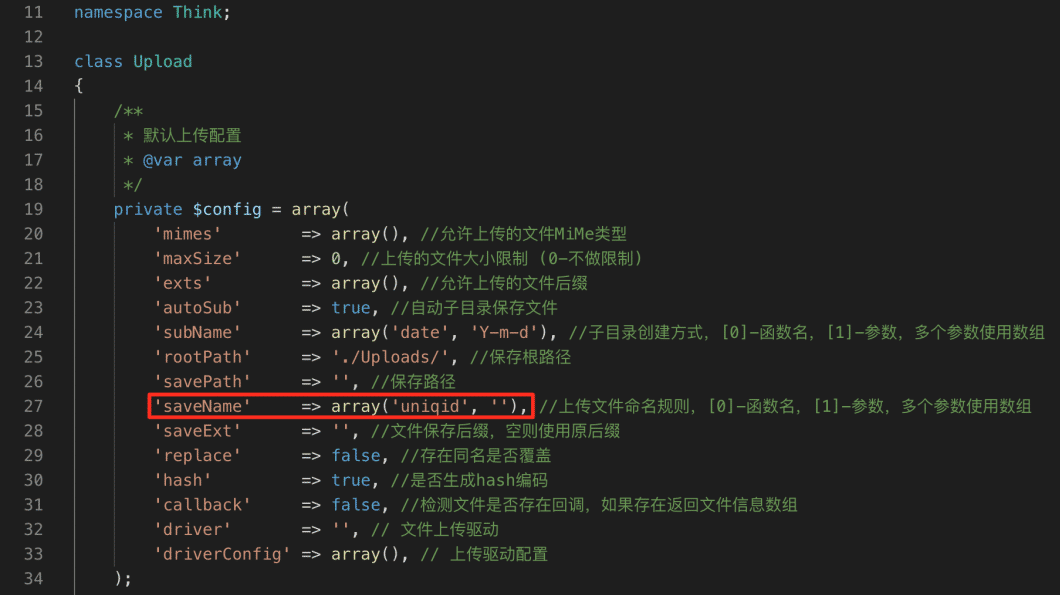 11 namespace Think;
12
13 class Upload
14 {
15     /**
16      * 默认上传配置
17      * @var array
18      */
19     private $config = array(
20         'mimes'        => array(), //允许上传的文件MiMe类型
21         'maxSize'      => 0, //上传的文件大小限制 (0-不做限制)
22         'exts'         => array(), //允许上传的文件后缀
23         'autoSub'      => true, //自动子目录保存文件
24         'subName'      => array('date', 'Y-m-d'), //子目录创建方式，[0]-函数名，[1]-参数，多个参数使用数组
25         'rootPath'     => './Uploads/', //保存根路径
26         'savePath'     => '', //保存路径
27         'saveName'     => array('uniqid', ''), //上传文件命名规则，[0]-函数名，[1]-参数，多个参数使用数组
28         'saveExt'      => '', //文件保存后缀，空则使用原后缀
29         'replace'      => false, //存在同名是否覆盖
30         'hash'         => true, //是否生成hash编码
31         'callback'     => false, //检测文件是否存在回调，如果存在返回文件信息数组
32         'driver'       => '', // 文件上传驱动
33         'driverConfig' => array(), // 上传驱动配置
34     );